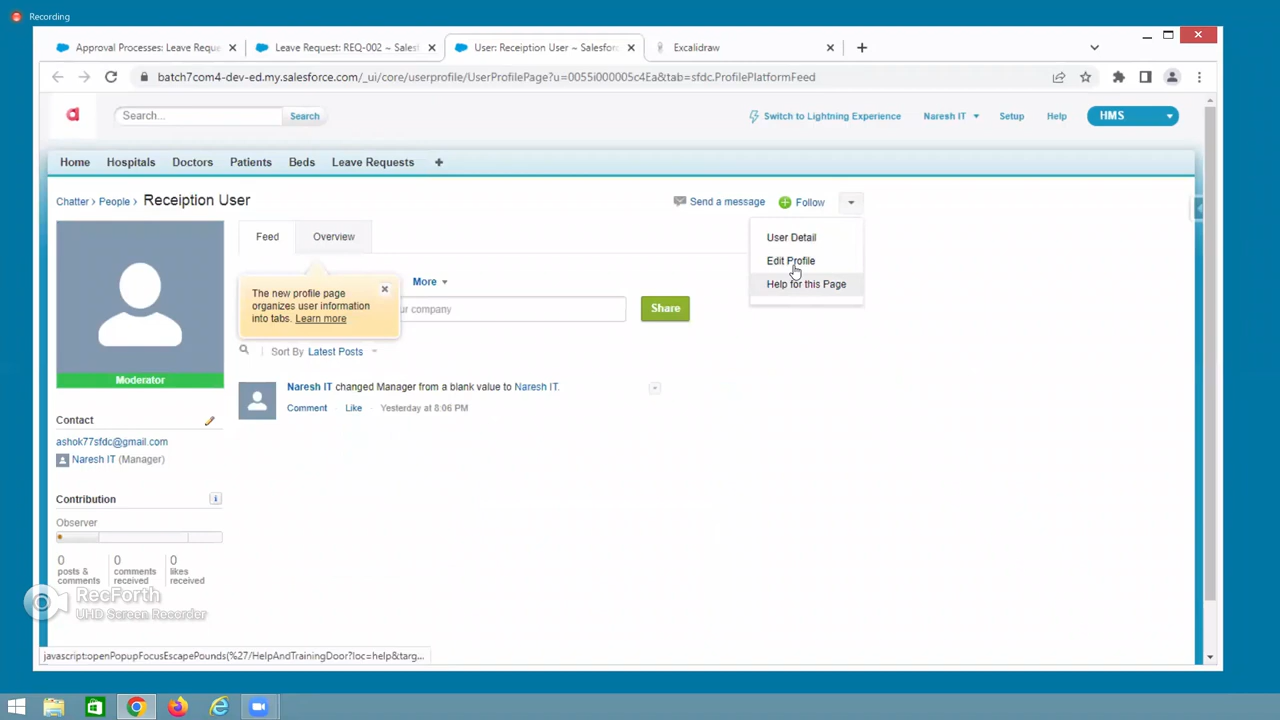 Recording
Approval Processes: Leave Reque
Leave Request: REQ-002 ~ Salesf
User: Receiption User ~ Salesforc
Excalidraw
batch7com4-dev-ed.my.salesforce.com/_ui/core/userprofile/UserProfilePage?u=0055i000005c4Ea&tab=sfdc.ProfilePlatformFeed
Search...
Search
Switch to Lightning Experience
Naresh IT
Setup
Help
HMS
Home
Hospitals
Doctors
Patients
Beds
Leave Requests
Chatter › People › Receiption User
Send a message
Follow
User Detail
Edit Profile
Help for this Page
Feed
Overview
More
The new profile page
organizes user information
into tabs. Learn more
ur company
Share
Sort By Latest Posts
Moderator
Naresh IT changed Manager from a blank value to Naresh IT.
Comment · Like · Yesterday at 8:06 PM
Contact
ashok77sfdc@gmail.com
Naresh IT (Manager)
Contribution
Observer
0
posts &
comments
0
comments
received
0
likes
received
RecForth
UHD Screen Recorder
javascript:openPopupFocusEscapePounds(%27/HelpAndTrainingDoor?loc=help&targ...